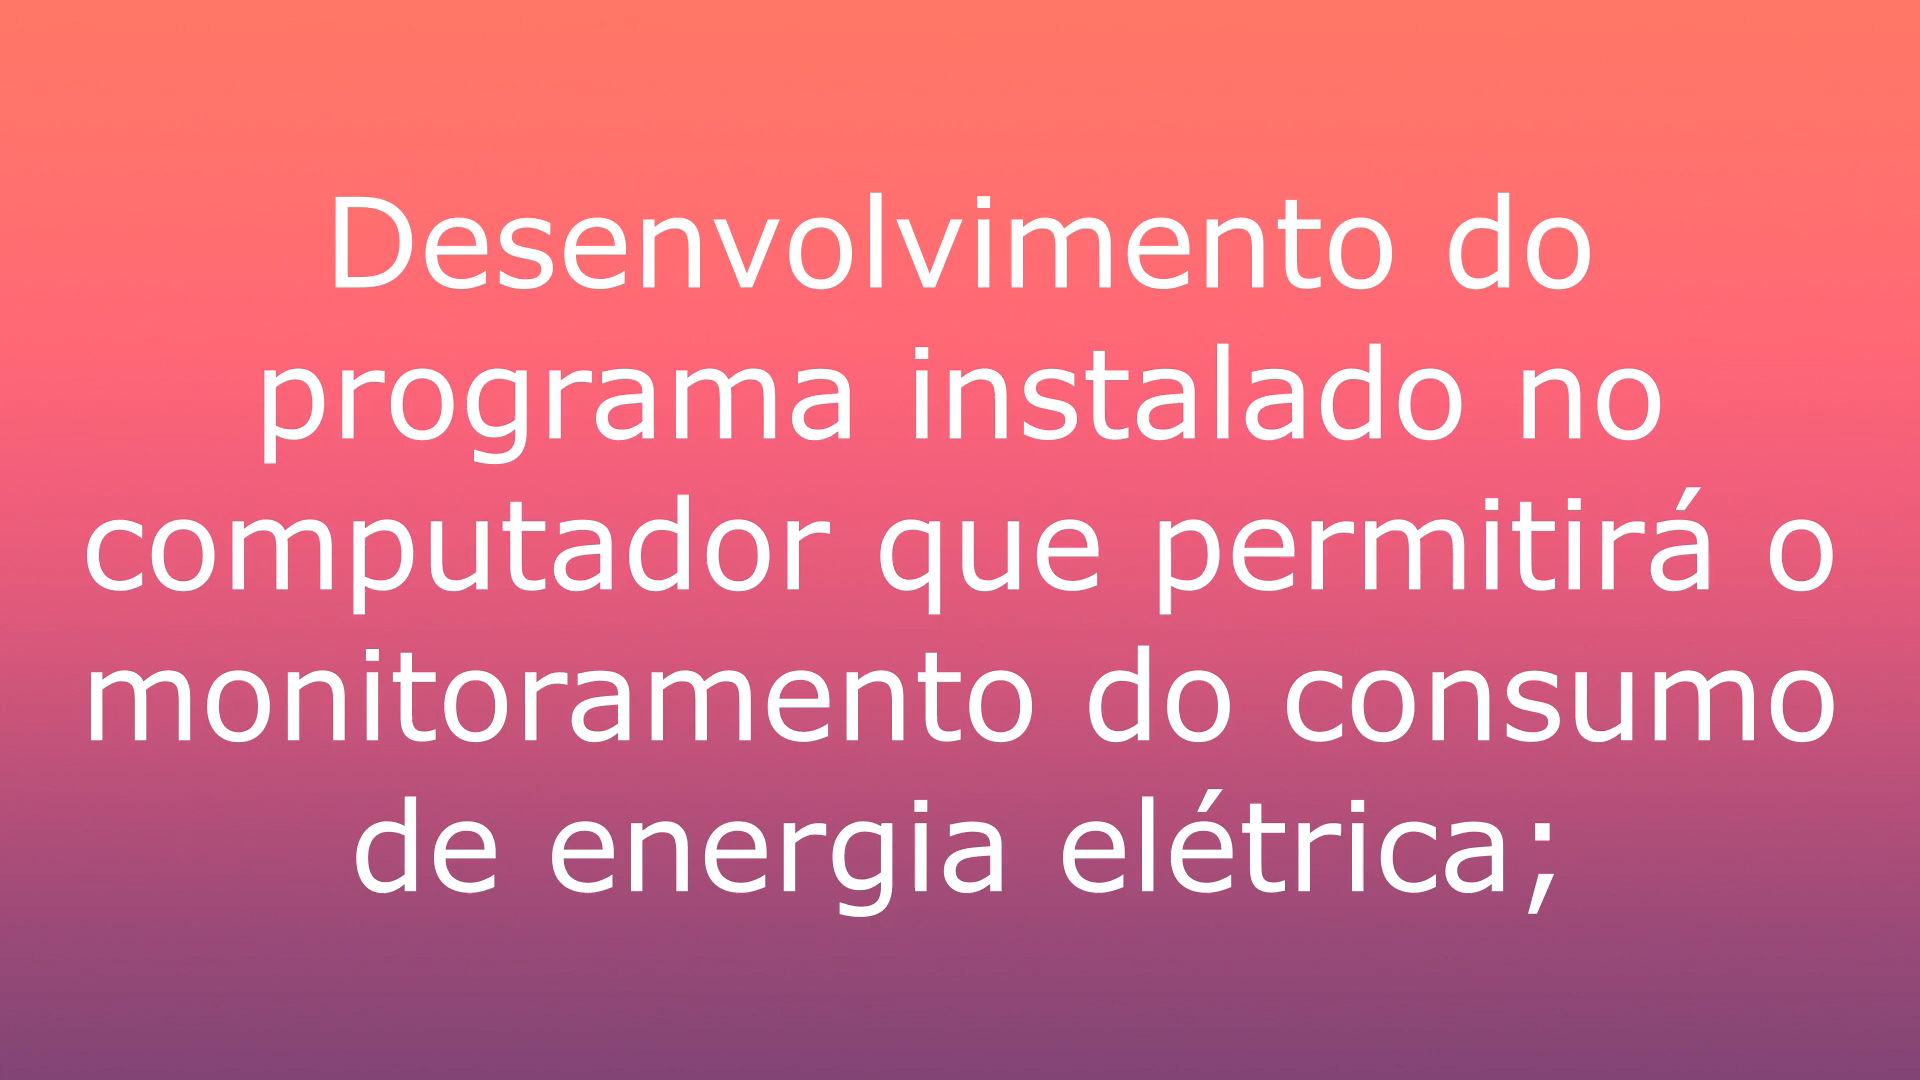 Desenvolvimento do
programa instalado no
computador que permitirá o
monitoramento do consumo
de energia elétrica;